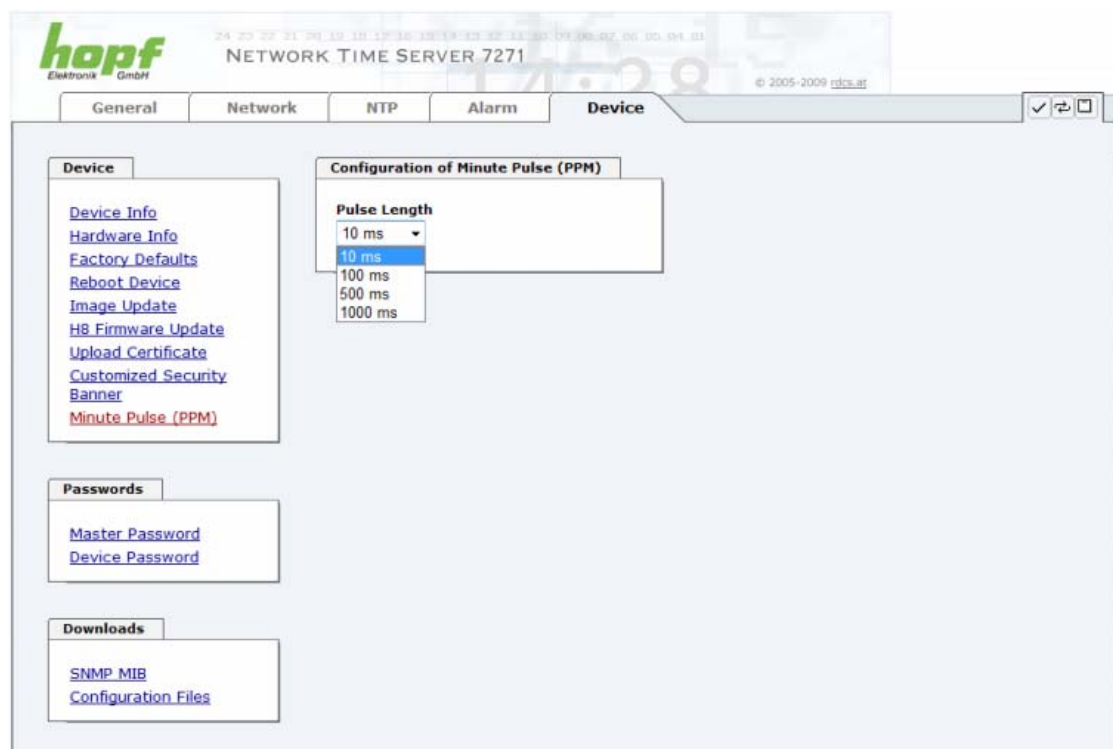 hopf
Elektronik GmbH
NETWORK TIME SERVER 7271
14:28
© 2005-2009 rdcs.at
General
Network
NTP
Alarm
Device
Device
Device Info
Hardware Info
Factory Defaults
Reboot Device
Image Update
H8 Firmware Update
Upload Certificate
Customized Security
Banner
Minute Pulse (PPM)
Configuration of Minute Pulse (PPM)
Pulse Length
10 ms
10 ms
100 ms
500 ms
1000 ms
Passwords
Master Password
Device Password
Downloads
SNMP MIB
Configuration Files